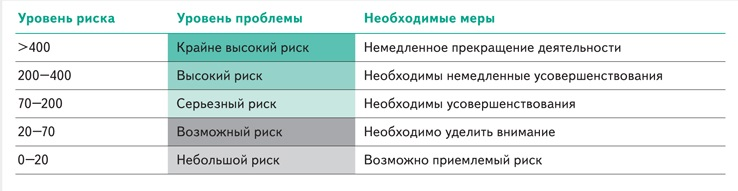 Уровень риска Уровень проблемы Необходимые меры
>400 Крайне высокий риск Немедленное прекращение деятельности
200—400 Высокий риск Необходимы немедленные усовершенствования
70—200 Серьезный риск Необходимы усовершенствования
20—70 Возможный риск Необходимо уделить внимание
0—20 Небольшой риск Возможно приемлемый риск